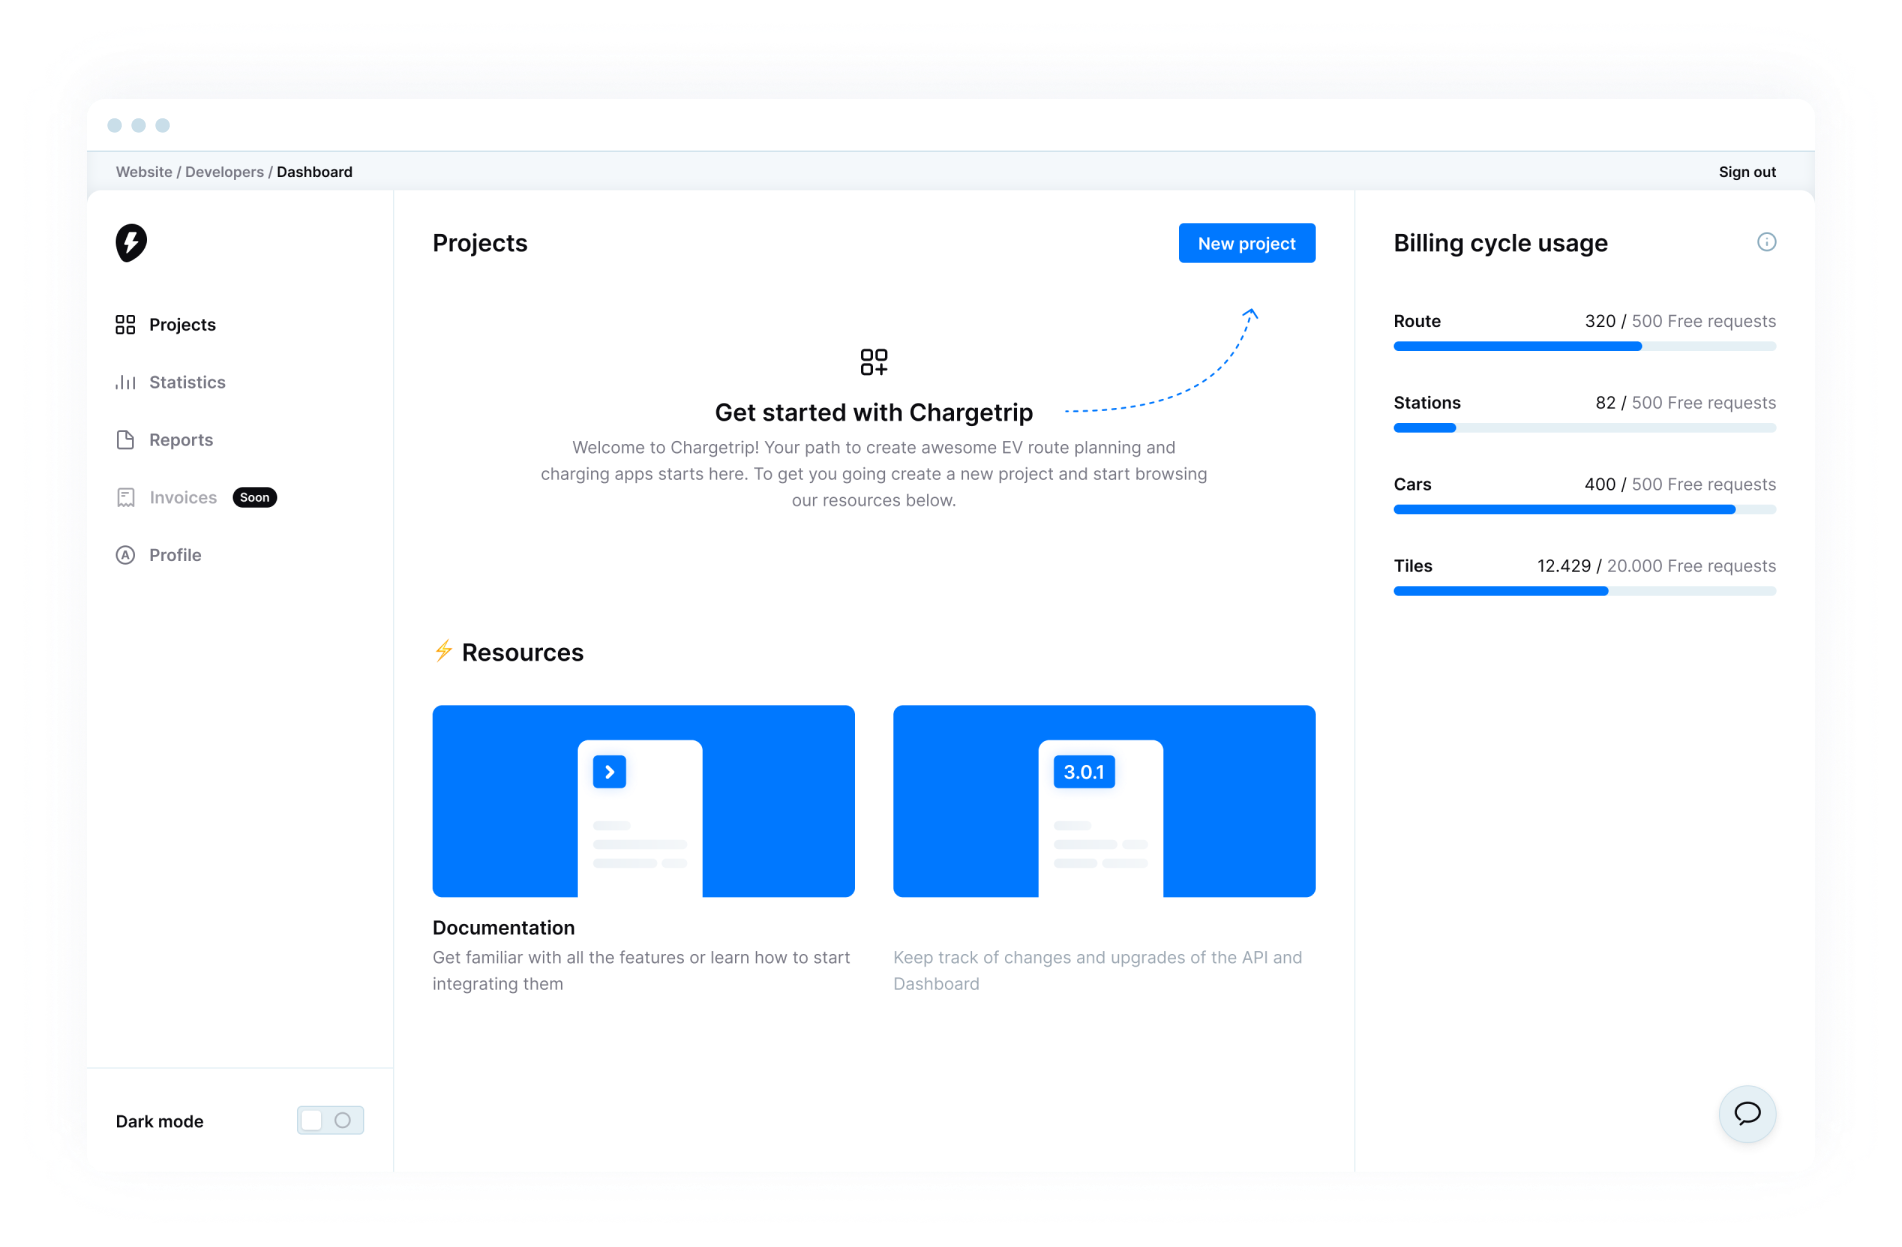 Website / Developers / Dashboard
Sign out
Projects
Statistics
Reports
Invoices Soon
Profile
Dark mode
Projects
New project
Get started with Chargetrip
Welcome to Chargetrip! Your path to create awesome EV route planning and
charging apps starts here. To get you going create a new project and start browsing
our resources below.
⚡ Resources
3.0.1
Documentation
Get familiar with all the features or learn how to start
integrating them
Keep track of changes and upgrades of the API and
Dashboard
Billing cycle usage
Route 320 / 500 Free requests
Stations 82 / 500 Free requests
Cars 400 / 500 Free requests
Tiles 12.429 / 20.000 Free requests